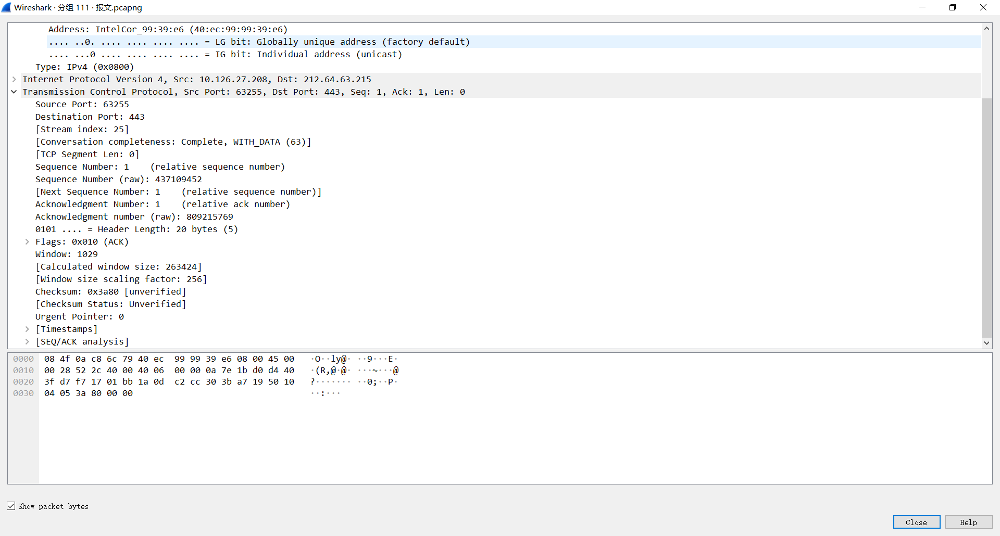 Wireshark · 分组 111 · 报文.pcapng
Address: IntelCor_99:39:e6 (40:ec:99:99:39:e6)
.... ..0. .... .... .... .... = LG bit: Globally unique address (factory default)
.... ...0 .... .... .... .... = IG bit: Individual address (unicast)
Type: IPv4 (0x0800)
Internet Protocol Version 4, Src: 10.126.27.208, Dst: 212.64.63.215
Transmission Control Protocol, Src Port: 63255, Dst Port: 443, Seq: 1, Ack: 1, Len: 0
Source Port: 63255
Destination Port: 443
[Stream index: 25]
[Conversation completeness: Complete, WITH_DATA (63)]
[TCP Segment Len: 0]
Sequence Number: 1    (relative sequence number)
Sequence Number (raw): 437109452
[Next Sequence Number: 1    (relative sequence number)]
Acknowledgment Number: 1    (relative ack number)
Acknowledgment number (raw): 809215769
0101 .... = Header Length: 20 bytes (5)
Flags: 0x010 (ACK)
Window: 1029
[Calculated window size: 263424]
[Window size scaling factor: 256]
Checksum: 0x3a80 [unverified]
[Checksum Status: Unverified]
Urgent Pointer: 0
[Timestamps]
[SEQ/ACK analysis]
0000 08 4f 0a c8 6c 79 40 ec 99 99 39 e6 08 00 45 00 ·O··ly@· ··9···E·
0010 00 28 52 2c 40 00 40 06 00 00 0a 7e 1b d0 d4 40 ·(R,@·@· ···~···@
0020 3f d7 f7 17 01 bb 1a 0d c2 cc 30 3b a7 19 50 10 ?······· ··0;··P·
0030 04 05 3a 80 00 00 ··:···
Show packet bytes
Close Help